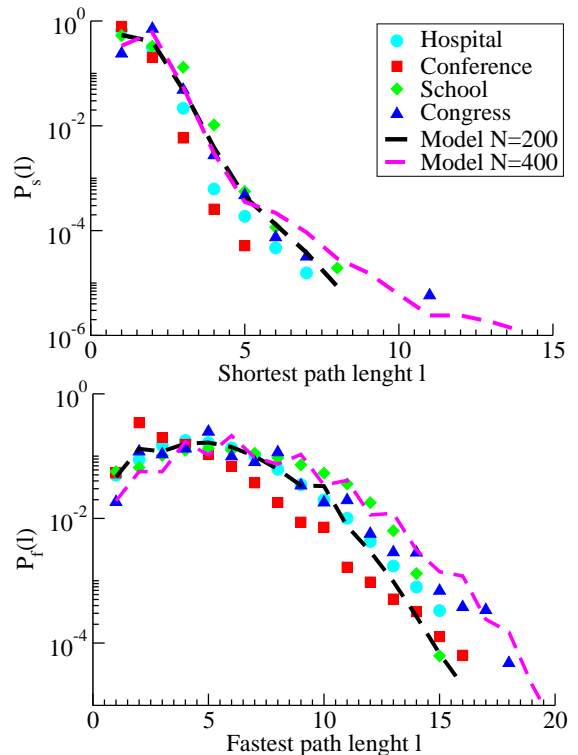 10^0
Hospital
Conference
School
Congress
Model N=200
Model N=400
10^-2
P_s(l)
10^-4
10^-6
0 5 10 15
Shortest path lenght l
10^0
10^-2
P_f(l)
10^-4
0 5 10 15 20
Fastest path lenght l